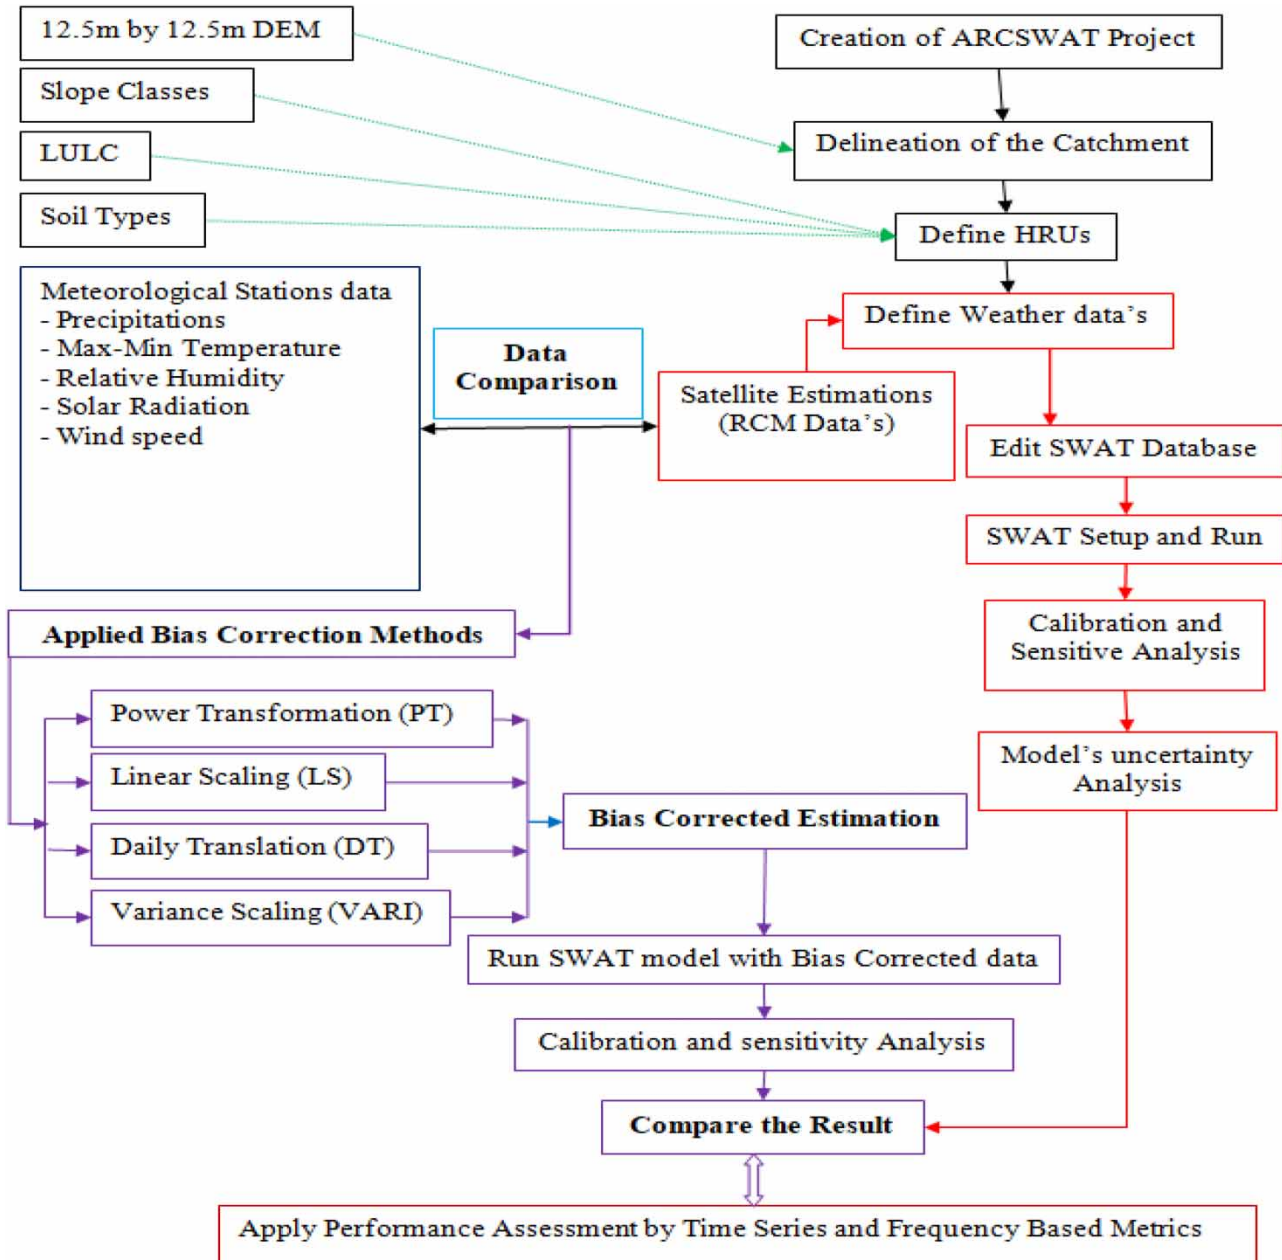 12.5m by 12.5m DEM
Creation of ARCSWAT Project
Slope Classes
Delineation of the Catchment
LULC
Soil Types
Define HRUs
Meteorological Stations data
- Precipitations
- Max-Min Temperature
- Relative Humidity
- Solar Radiation
- Wind speed
Data
Comparison
Define Weather data's
Satellite Estimations
(RCM Data's)
Edit SWAT Database
SWAT Setup and Run
Calibration and
Sensitive Analysis
Model's uncertainty
Analysis
Applied Bias Correction Methods
Power Transformation (PT)
Linear Scaling (LS)
Daily Translation (DT)
Variance Scaling (VARI)
Bias Corrected Estimation
Run SWAT model with Bias Corrected data
Calibration and sensitivity Analysis
Compare the Result
Apply Performance Assessment by Time Series and Frequency Based Metrics